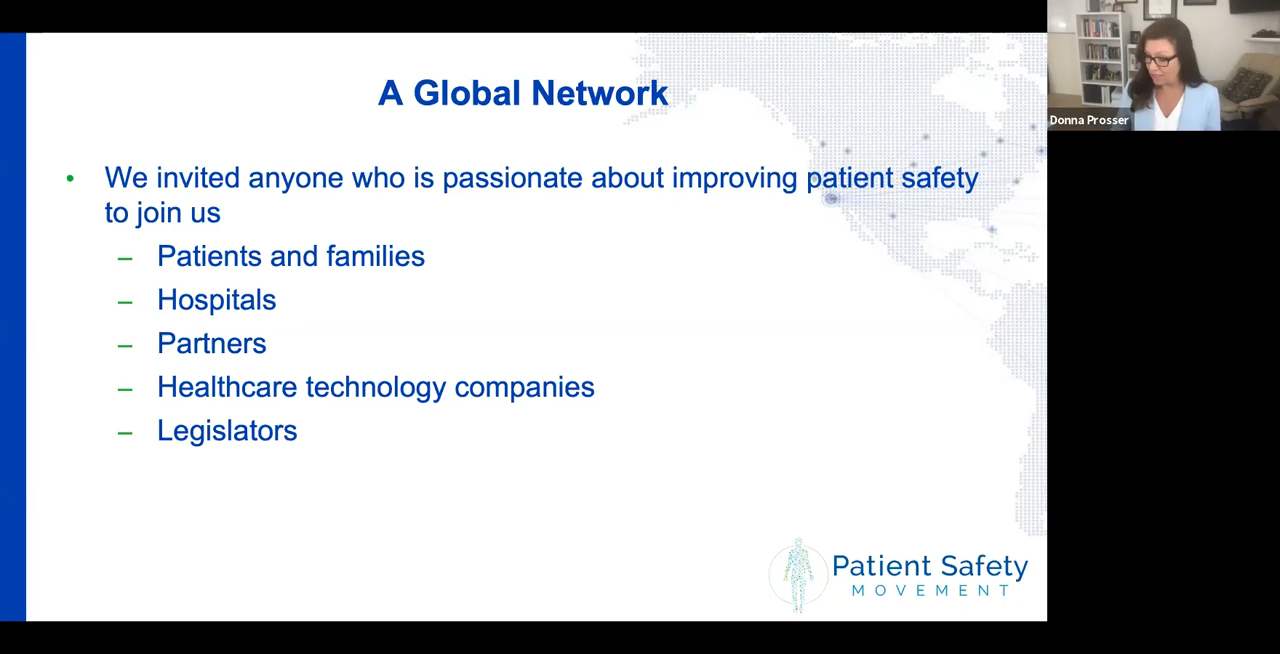 A Global Network
• We invited anyone who is passionate about improving patient safety
to join us
– Patients and families
– Hospitals
– Partners
– Healthcare technology companies
– Legislators
Patient Safety
MOVEMENT
Donna Prosser